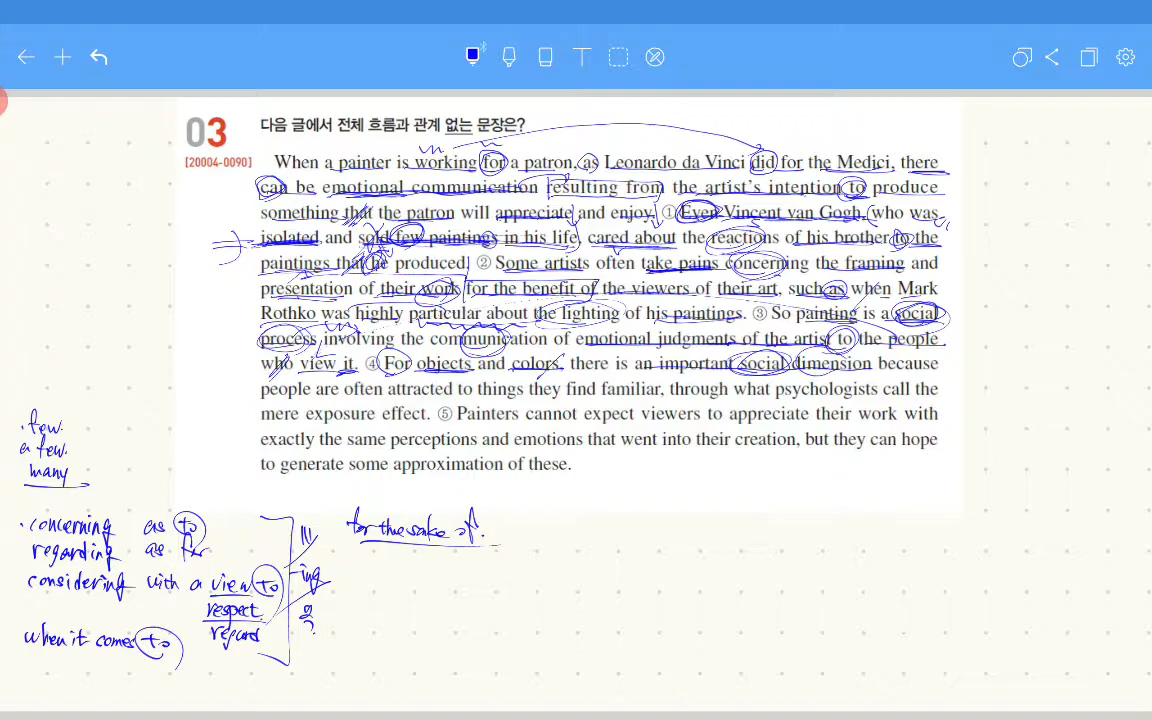 03
다음 글에서 전체 흐름과 관계 없는 문장은?
[20004-0090]
When a painter is working for a patron, as Leonardo da Vinci did for the Medici, there
can be emotional communication resulting from the artist's intention to produce
something that the patron will appreciate and enjoy. ① Even Vincent van Gogh, who was
isolated and sold few paintings in his life, cared about the reactions of his brother to the
paintings that he produced. ② Some artists often take pains concerning the framing and
presentation of their work for the benefit of the viewers of their art, such as when Mark
Rothko was highly particular about the lighting of his paintings. ③ So painting is a social
process involving the communication of emotional judgments of the artist to the people
who view it. ④ For objects and colors, there is an important social dimension because
people are often attracted to things they find familiar, through what psychologists call the
mere exposure effect. ⑤ Painters cannot expect viewers to appreciate their work with
exactly the same perceptions and emotions that went into their creation, but they can hope
to generate some approximation of these.
· few.
a few.
many
· concerning as to
regarding as for
considering with a view to
respect
regard
when it comes to
-ing
for the sake of.